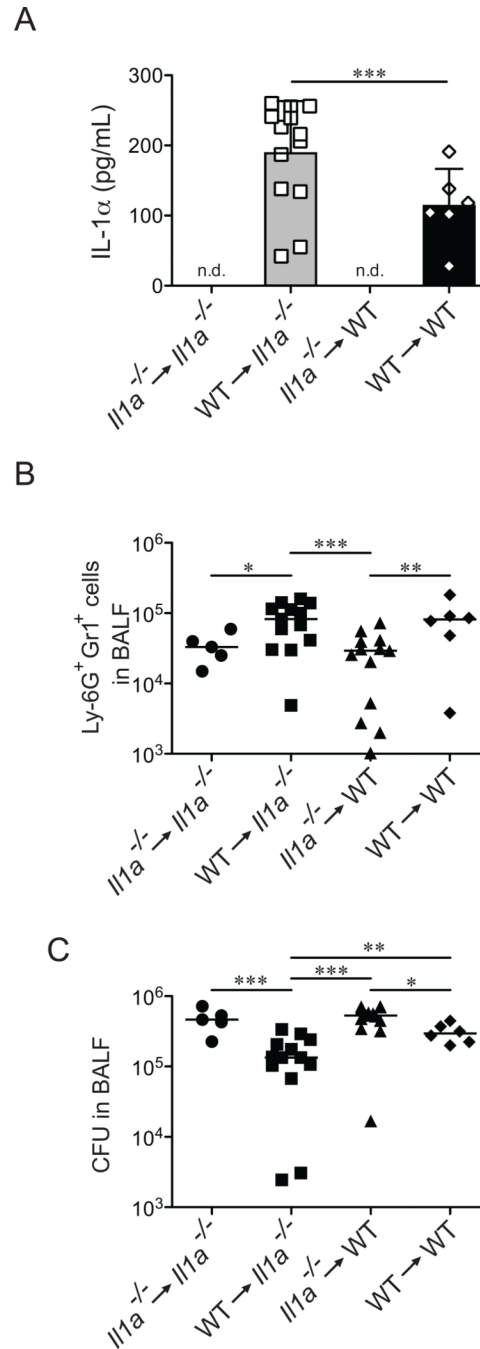 A
***
300
200
100
0
IL-1α (pg/mL)
n.d.
n.d.
Il1a -/- → Il1a -/-
WT → Il1a -/-
Il1a -/- → WT
WT → WT
B
***
*
**
10^6
10^5
10^4
10^3
Ly-6G+ Gr1+ cells
in BALF
Il1a -/- → Il1a -/-
WT → Il1a -/-
Il1a -/- → WT
WT → WT
C
**
***
***
*
10^6
10^5
10^4
10^3
CFU in BALF
Il1a -/- → Il1a -/-
WT → Il1a -/-
Il1a -/- → WT
WT → WT